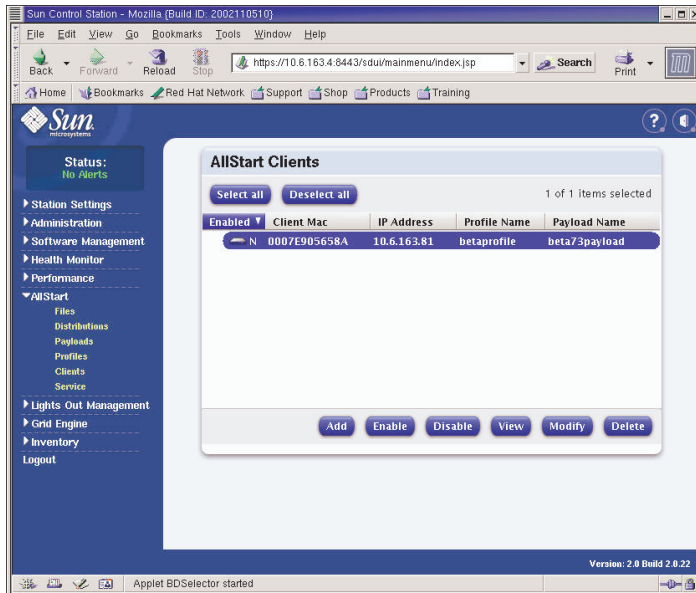 Sun Control Station - Mozilla {Build ID: 2002110510}
File Edit View Go Bookmarks Tools Window Help
Back Forward Reload Stop https://10.6.163.4:8443/sdui/mainmenu/index.jsp Search Print
Home Bookmarks Red Hat Network Support Shop Products Training
Sun
microsystems
?
Status:
No Alerts
Station Settings
Administration
Software Management
Health Monitor
Performance
AllStart
Files
Distributions
Payloads
Profiles
Clients
Service
Lights Out Management
Grid Engine
Inventory
Logout
AllStart Clients
Select all Deselect all 1 of 1 items selected
Enabled Client Mac IP Address Profile Name Payload Name
N 0007E905658A 10.6.163.81 betaprofile beta73payload
Add Enable Disable View Modify Delete
Version: 2.0 Build 2.0.22
Applet BDSelector started